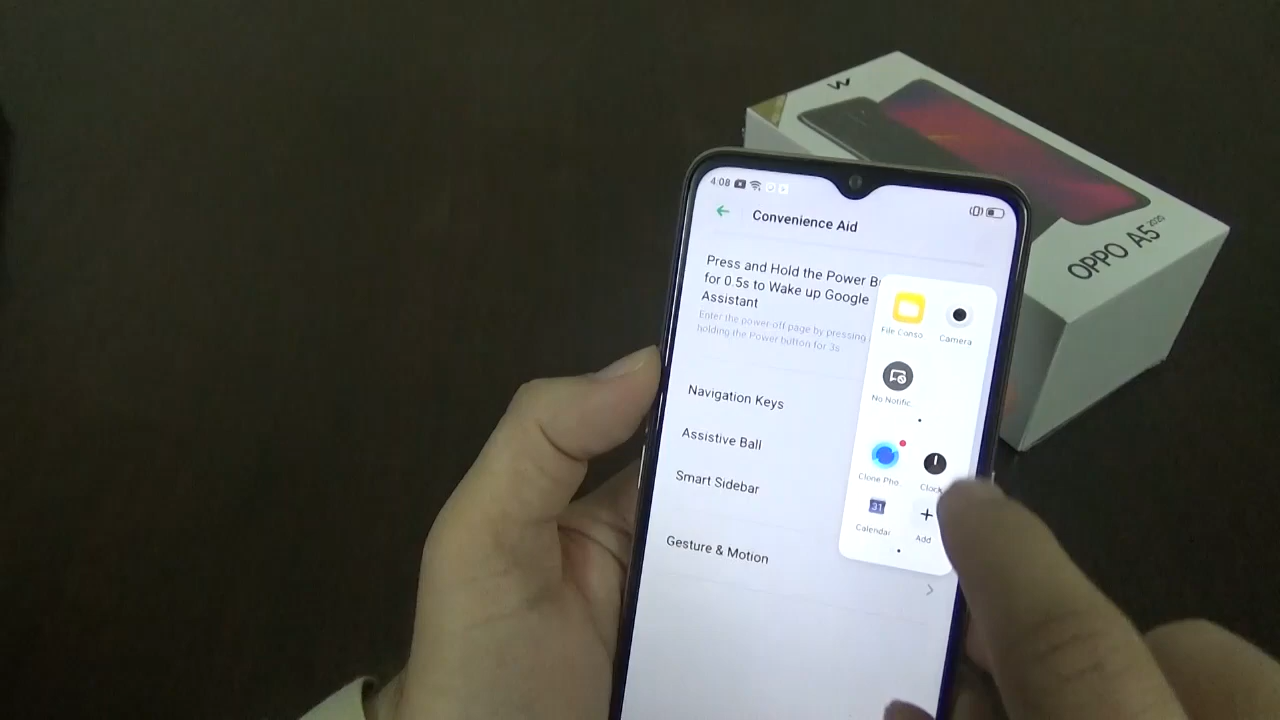 4:08
Convenience Aid
Press and Hold the Power B
for 0.5s to Wake up Google
Assistant
Enter the power-off page by pressing
holding the Power button for 3s.
Navigation Keys
Assistive Ball
Smart Sidebar
Gesture & Motion
File Conso
Camera
No Notific
Clone Pho
Clock
31
Calendar
Add
OPPO A5 2020